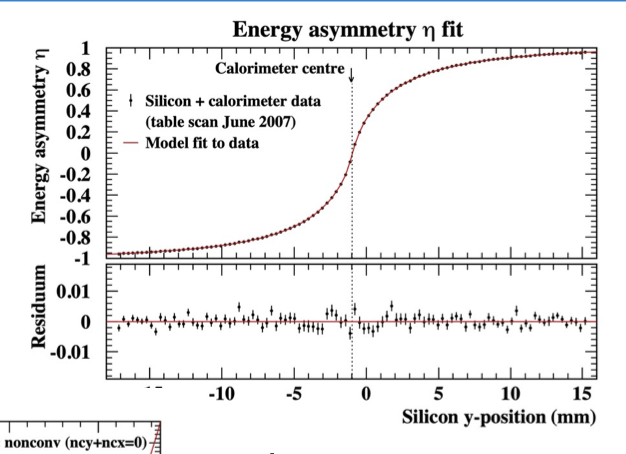 Energy asymmetry η fit
Energy asymmetry η
1
0.8
0.6
0.4
0.2
0
-0.2
-0.4
-0.6
-0.8
-1
Calorimeter centre
Silicon + calorimeter data
(table scan June 2007)
Model fit to data
Residuum
0.01
0
-0.01
-10
-5
0
5
10
15
Silicon y-position (mm)
nonconv (ncy+ncx=0)